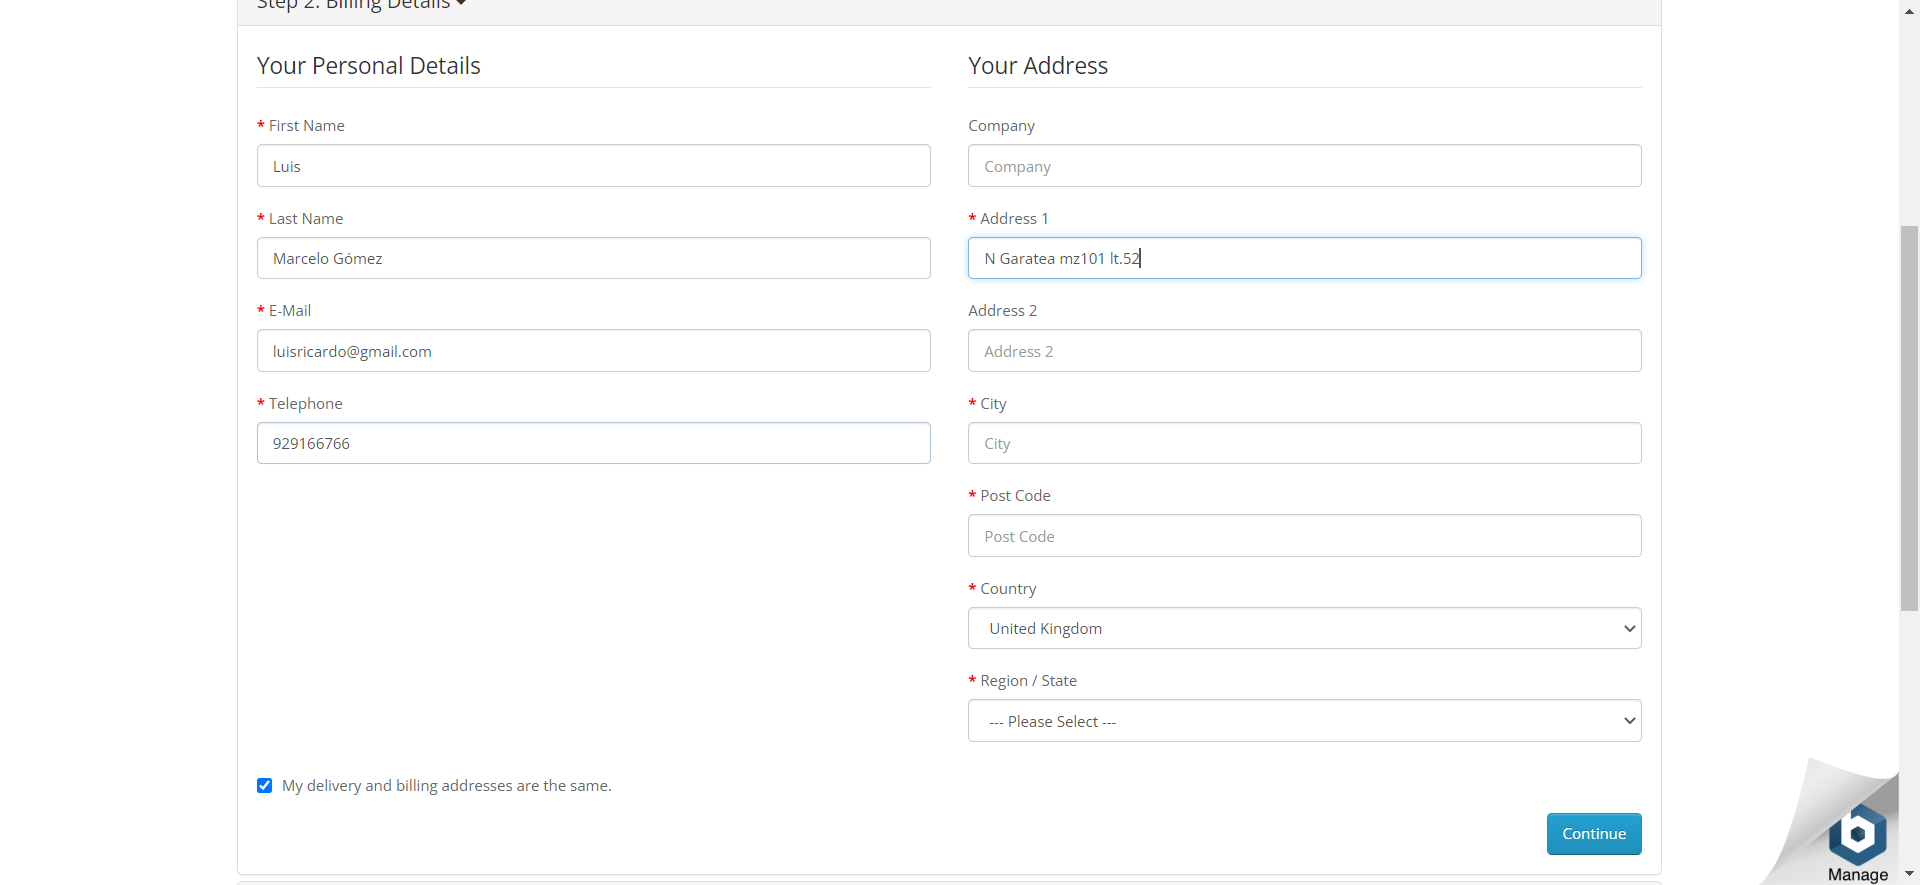 Step 2: Billing Details
Your Personal Details
* First Name
Luis
* Last Name
Marcelo Gómez
* E-Mail
luisricardo@gmail.com
* Telephone
929166766
Your Address
Company
Company
* Address 1
N Garatea mz101 lt.52
Address 2
Address 2
* City
City
* Post Code
Post Code
* Country
United Kingdom
* Region / State
--- Please Select ---
My delivery and billing addresses are the same.
Continue
Manage